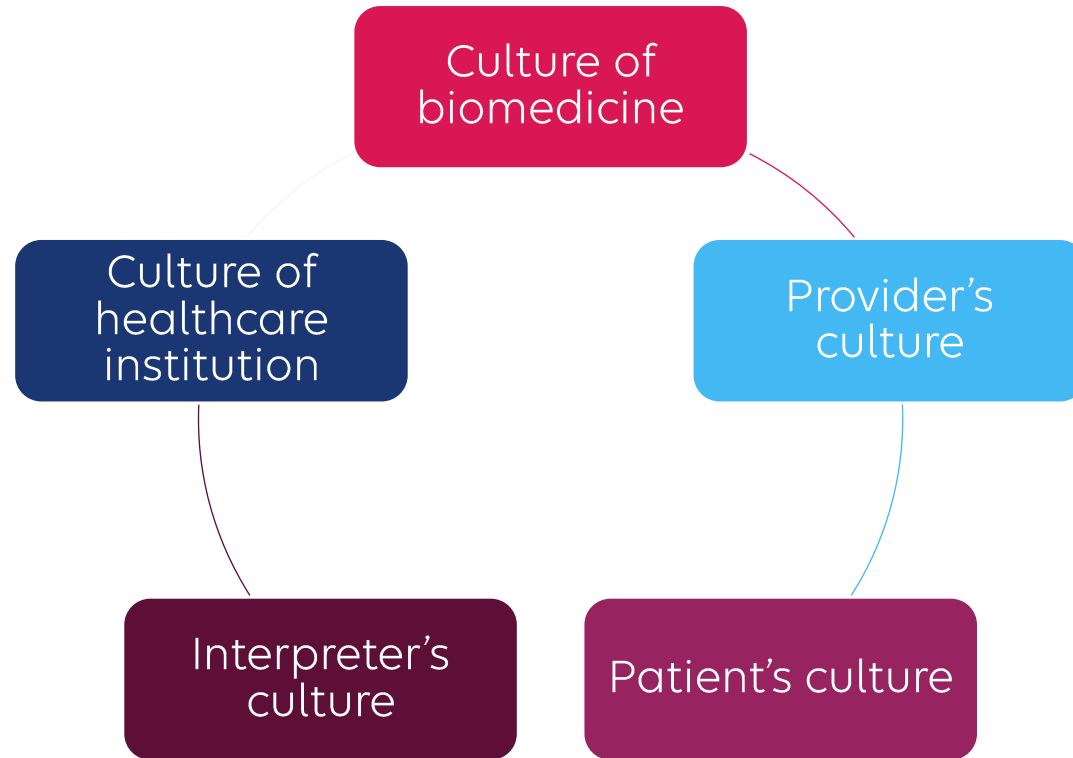 Culture of
biomedicine
Culture of
healthcare
institution
Provider’s
culture
Interpreter’s
culture
Patient’s culture